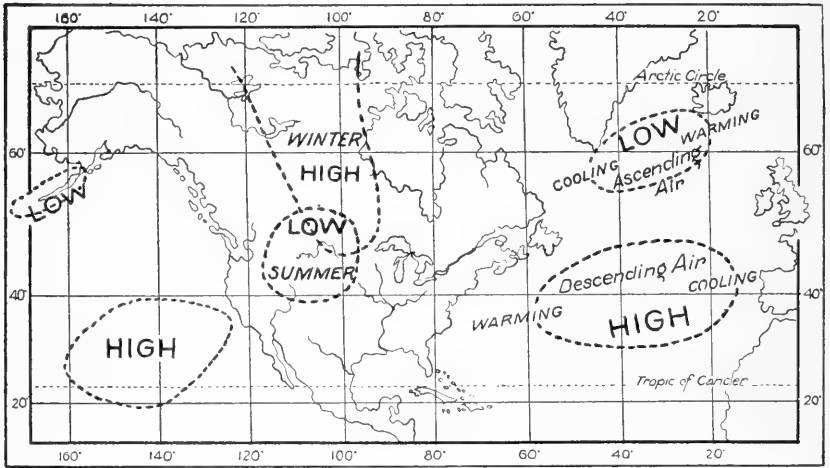 160° 140° 120° 100° 80° 60° 40° 20°
Arctic Circle
LOW
WARMING
WINTER
HIGH
60°
COOLING
Ascending
Air
60°
LOW
LOW
SUMMER
Descending Air
COOLING
40°
40°
WARMING
HIGH
HIGH
Tropic of Cancer
20°
20°
160° 140° 120° 100° 80° 60° 40° 20°